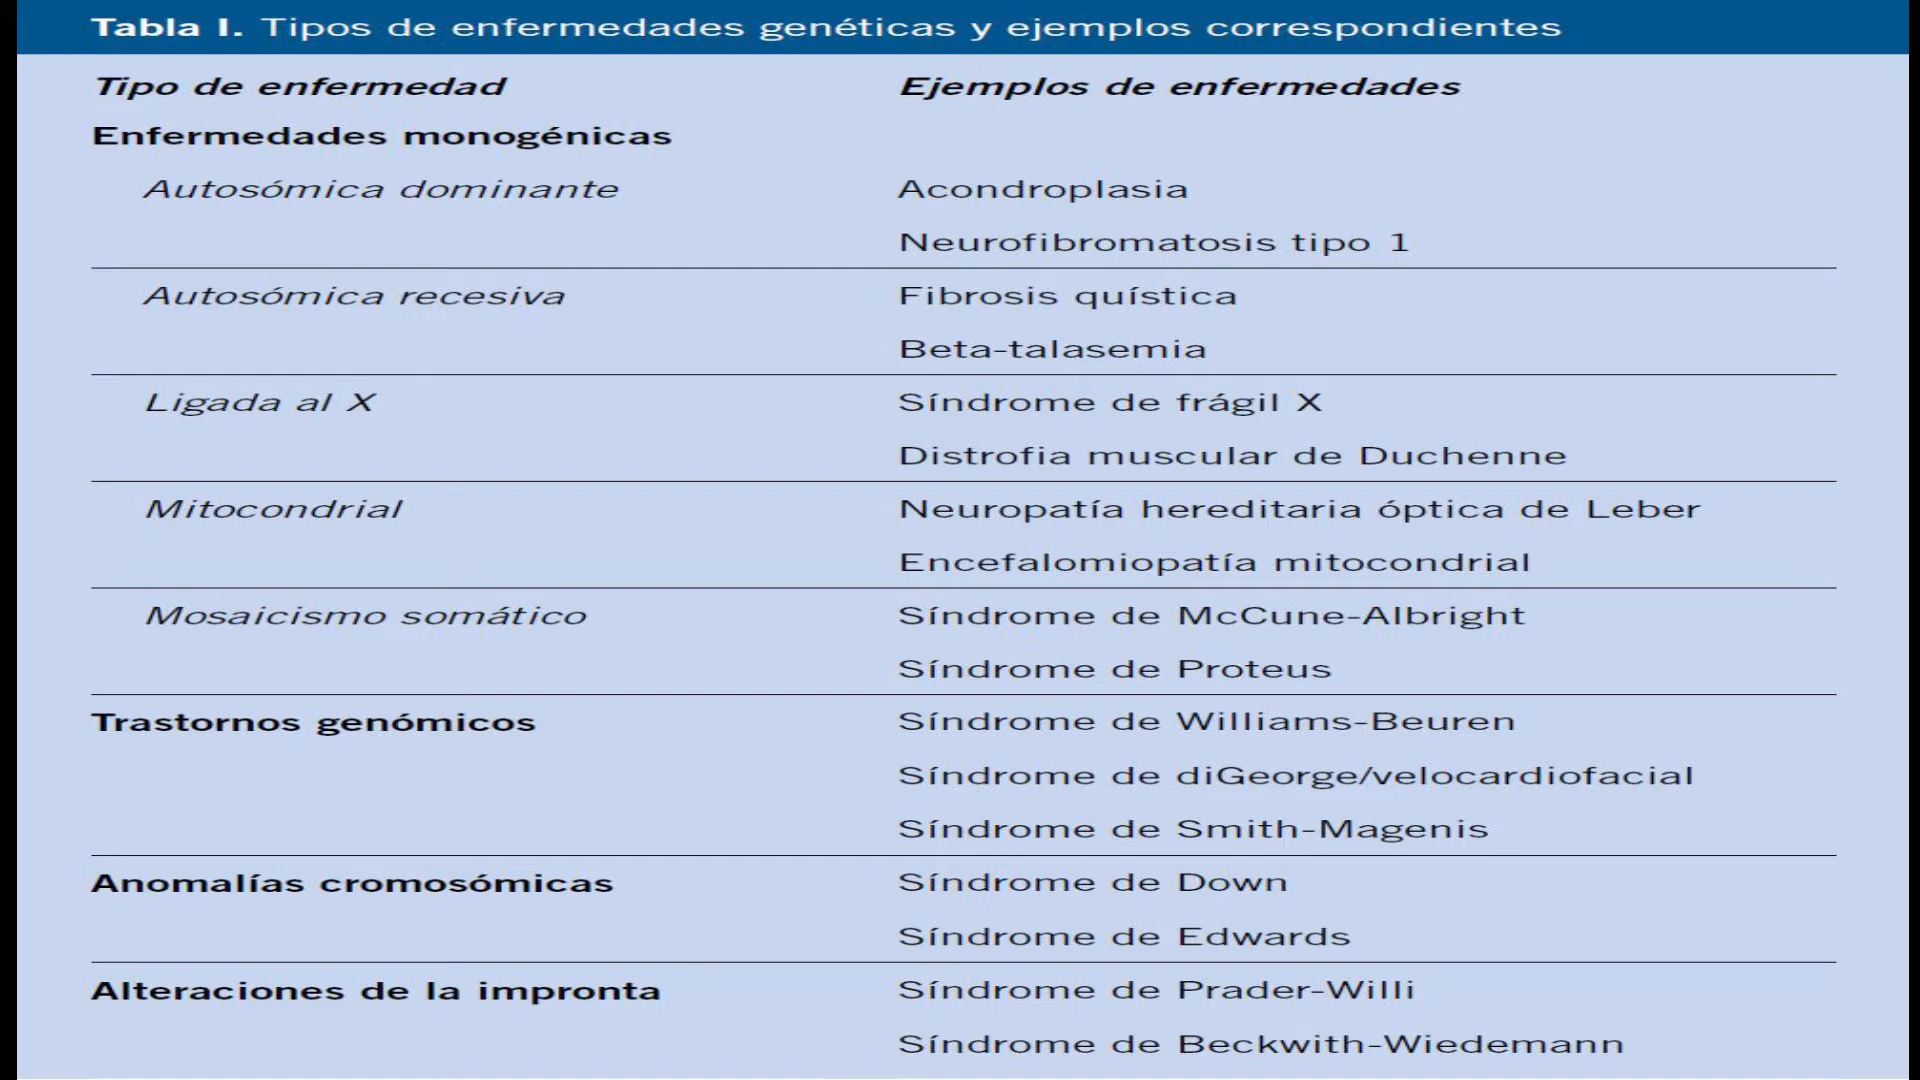 Tabla I. Tipos de enfermedades genéticas y ejemplos correspondientes
Tipo de enfermedad Ejemplos de enfermedades
Enfermedades monogénicas
Autosómica dominante Acondroplasia
Neurofibromatosis tipo 1
Autosómica recesiva Fibrosis quística
Beta-talasemia
Ligada al X Síndrome de frágil X
Distrofia muscular de Duchenne
Mitocondrial Neuropatía hereditaria óptica de Leber
Encefalomiopatía mitocondrial
Mosaicismo somático Síndrome de McCune-Albright
Síndrome de Proteus
Trastornos genómicos Síndrome de Williams-Beuren
Síndrome de diGeorge/velocardiofacial
Síndrome de Smith-Magenis
Anomalías cromosómicas Síndrome de Down
Síndrome de Edwards
Alteraciones de la impronta Síndrome de Prader-Willi
Síndrome de Beckwith-Wiedemann